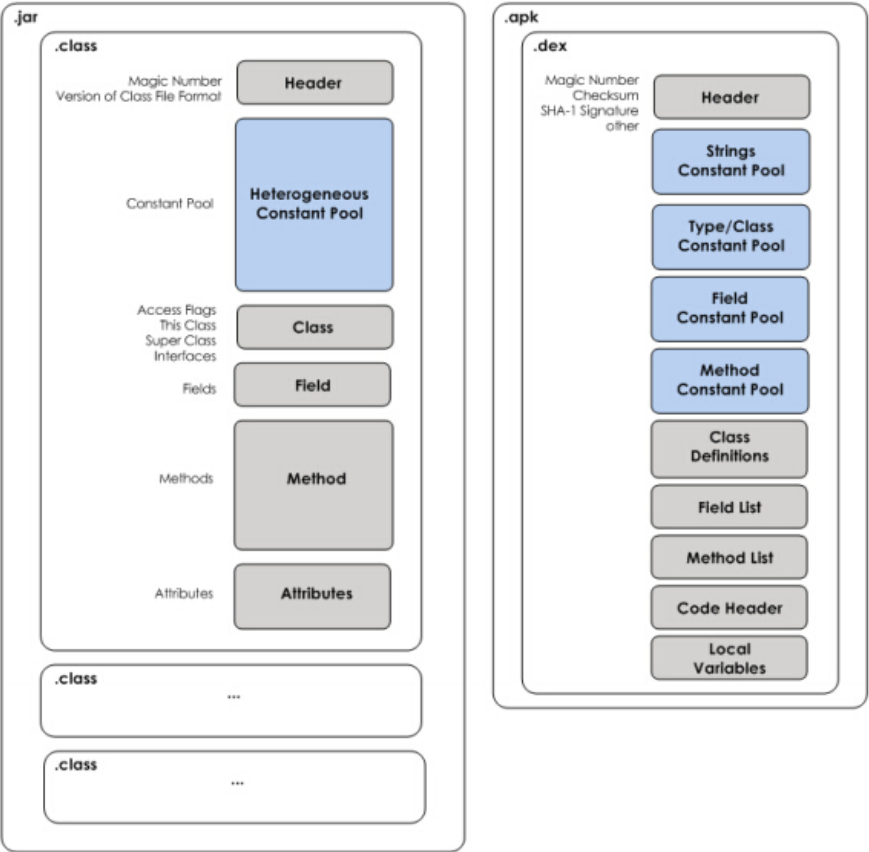 .jar
.class
Magic Number
Version of Class File Format
Header
Constant Pool
Heterogeneous
Constant Pool
Access Flags
This Class
Super Class
Interfaces
Class
Fields
Field
Methods
Method
Attributes
Attributes
.class
...
.class
...
.apk
.dex
Magic Number
Checksum
SHA-1 Signature
other
Header
Strings
Constant Pool
Type/Class
Constant Pool
Field
Constant Pool
Method
Constant Pool
Class
Definitions
Field List
Method List
Code Header
Local
Variables